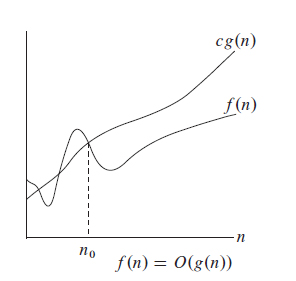 cg(n)
f(n)
n
n₀
f(n) = O(g(n))